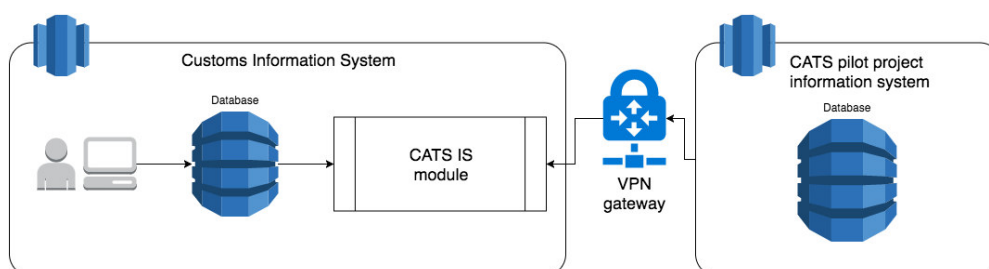 Customs Information System
Database
CATS IS
module
VPN
gateway
CATS pilot project
information system
Database